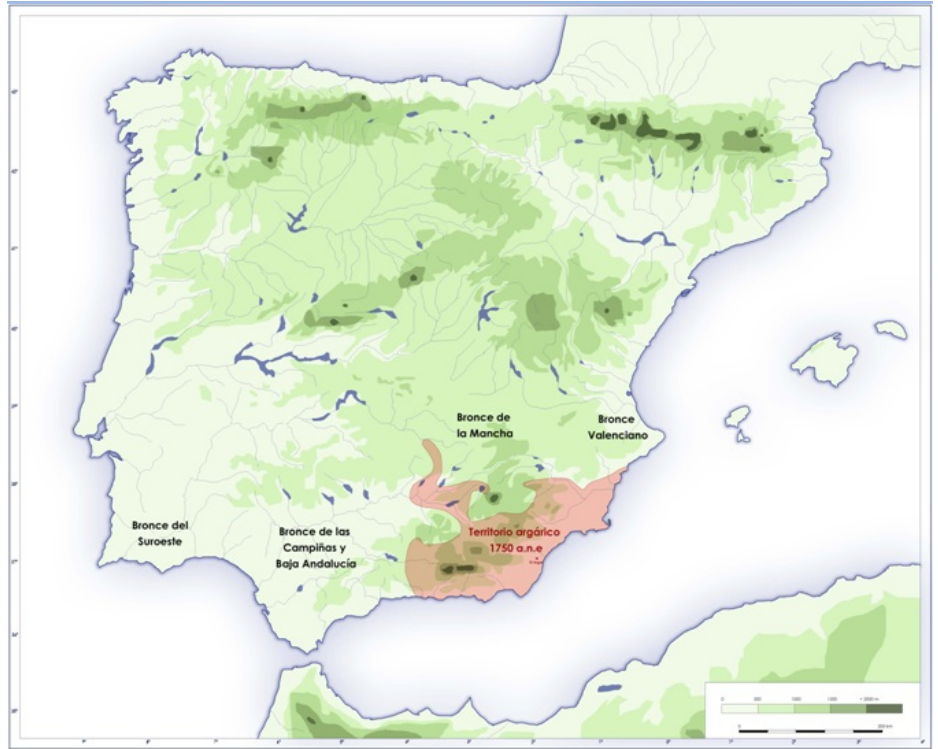 Bronce de
la Mancha
Bronce
Valenciano
Bronce del
Suroeste
Bronce de las
Campiñas y
Baja Andalucía
Territorio argárico
1750 a.n.e